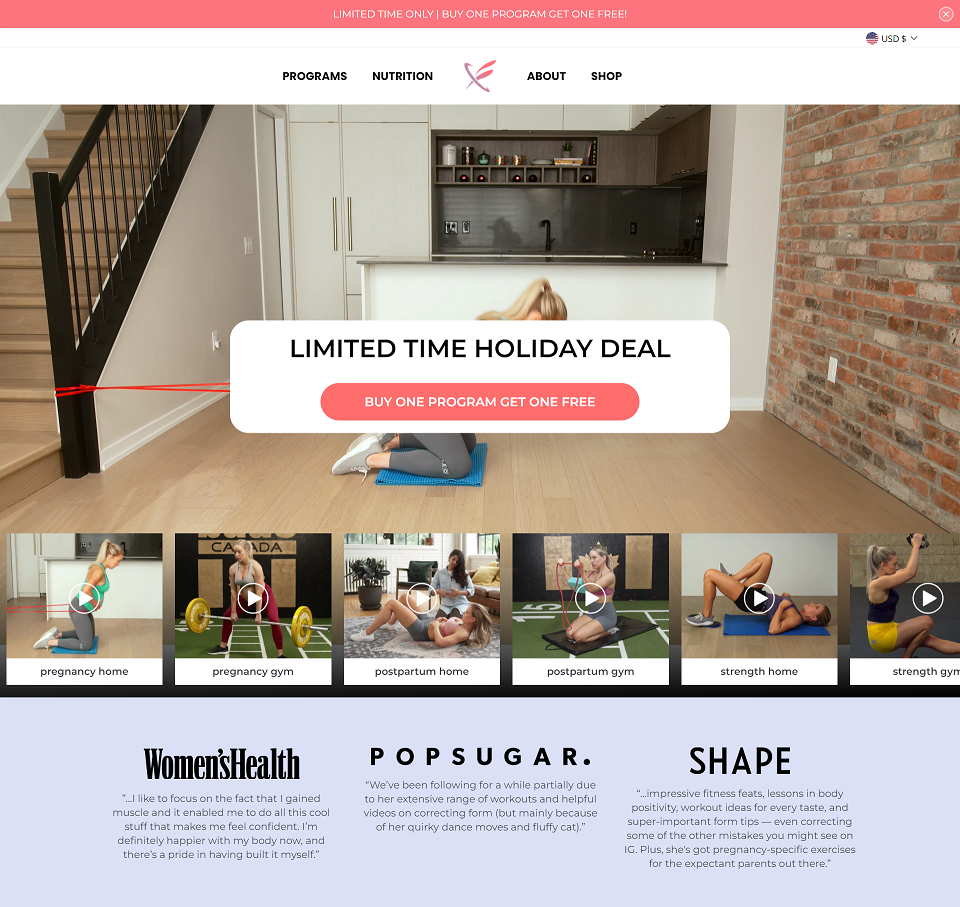 LIMITED TIME ONLY | BUY ONE PROGRAM GET ONE FREE!
USD $
PROGRAMS NUTRITION ABOUT SHOP
LIMITED TIME HOLIDAY DEAL
BUY ONE PROGRAM GET ONE FREE
CANADA
15
pregnancy home
pregnancy gym
postpartum home
postpartum gym
strength home
strength gym
Women'sHealth
"...I like to focus on the fact that I gained
muscle and it enabled me to do all this cool
stuff that makes me feel confident. I'm
definitely happier with my body now, and
there's a pride in having built it myself."
POPSUGAR.
"We've been following for a while partially due
to her extensive range of workouts and helpful
videos on correcting form (but mainly because
of her quirky dance moves and fluffy cat)."
SHAPE
"...impressive fitness feats, lessons in body
positivity, workout ideas for every taste, and
super-important form tips — even correcting
some of the other mistakes you might see on
IG. Plus, she's got pregnancy-specific exercises
for the expectant parents out there."